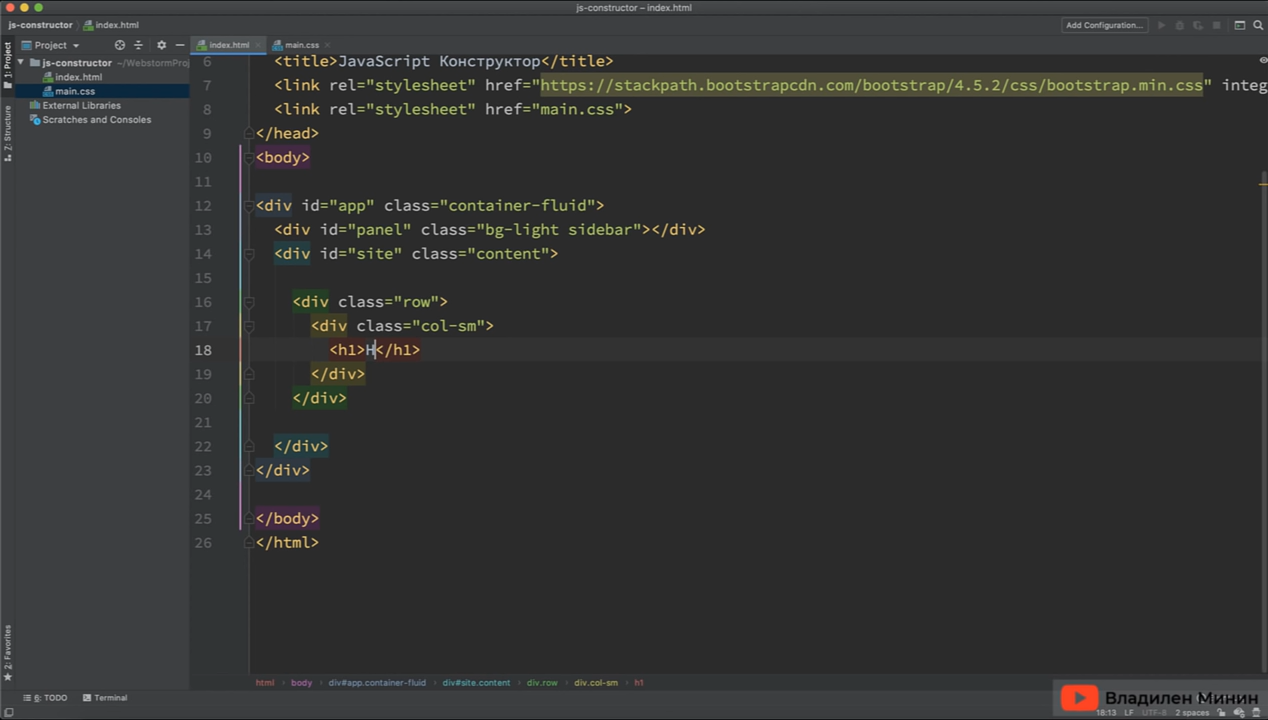 js-constructor – index.html
js-constructor
index.html
Add Configuration...
Project
index.html
main.css
js-constructor ~/WebstormProj
index.html
main.css
External Libraries
Scratches and Consoles
1: Project
7: Structure
2: Favorites
6 <title>JavaScript Конструктор</title>
7 <link rel="stylesheet" href="https://stackpath.bootstrapcdn.com/bootstrap/4.5.2/css/bootstrap.min.css" integ
8 <link rel="stylesheet" href="main.css">
9 </head>
10 <body>
11
12 <div id="app" class="container-fluid">
13 <div id="panel" class="bg-light sidebar"></div>
14 <div id="site" class="content">
15
16 <div class="row">
17 <div class="col-sm">
18 <h1>H</h1>
19 </div>
20 </div>
21
22 </div>
23 </div>
24
25 </body>
26 </html>
html body div#app.container-fluid div#site.content div.row div.col-sm h1
6: TODO
Terminal
Владилен Минин
18:13 LF UTF-8 2 spaces